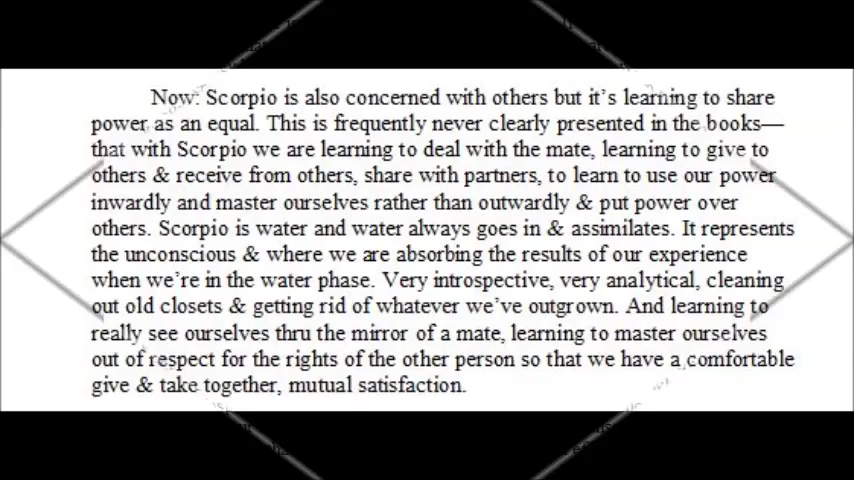 Now: Scorpio is also concerned with others but it’s learning to share
power as an equal. This is frequently never clearly presented in the books—
that with Scorpio we are learning to deal with the mate, learning to give to
others & receive from others, share with partners, to learn to use our power
inwardly and master ourselves rather than outwardly & put power over
others. Scorpio is water and water always goes in & assimilates. It represents
the unconscious & where we are absorbing the results of our experience
when we’re in the water phase. Very introspective, very analytical, cleaning
out old closets & getting rid of whatever we’ve outgrown. And learning to
really see ourselves thru the mirror of a mate, learning to master ourselves
out of respect for the rights of the other person so that we have a comfortable
give & take together, mutual satisfaction.